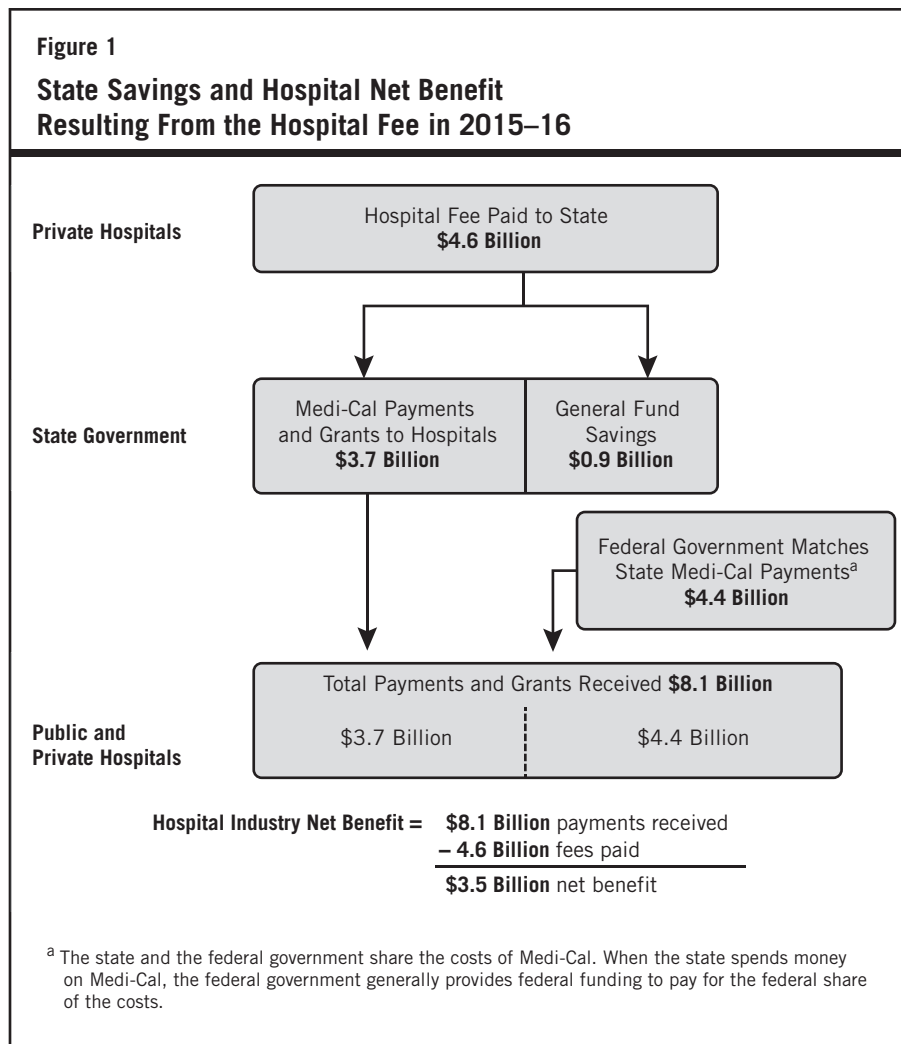 Figure 1
State Savings and Hospital Net Benefit
Resulting From the Hospital Fee in 2015–16
Private Hospitals
Hospital Fee Paid to State
$4.6 Billion
State Government
Medi-Cal Payments
and Grants to Hospitals
$3.7 Billion
General Fund
Savings
$0.9 Billion
Federal Government Matches
State Medi-Cal Paymentsᵃ
$4.4 Billion
Public and
Private Hospitals
Total Payments and Grants Received $8.1 Billion
$3.7 Billion
$4.4 Billion
Hospital Industry Net Benefit = $8.1 Billion payments received
– 4.6 Billion fees paid
$3.5 Billion net benefit
ᵃ The state and the federal government share the costs of Medi-Cal. When the state spends money
on Medi-Cal, the federal government generally provides federal funding to pay for the federal share
of the costs.